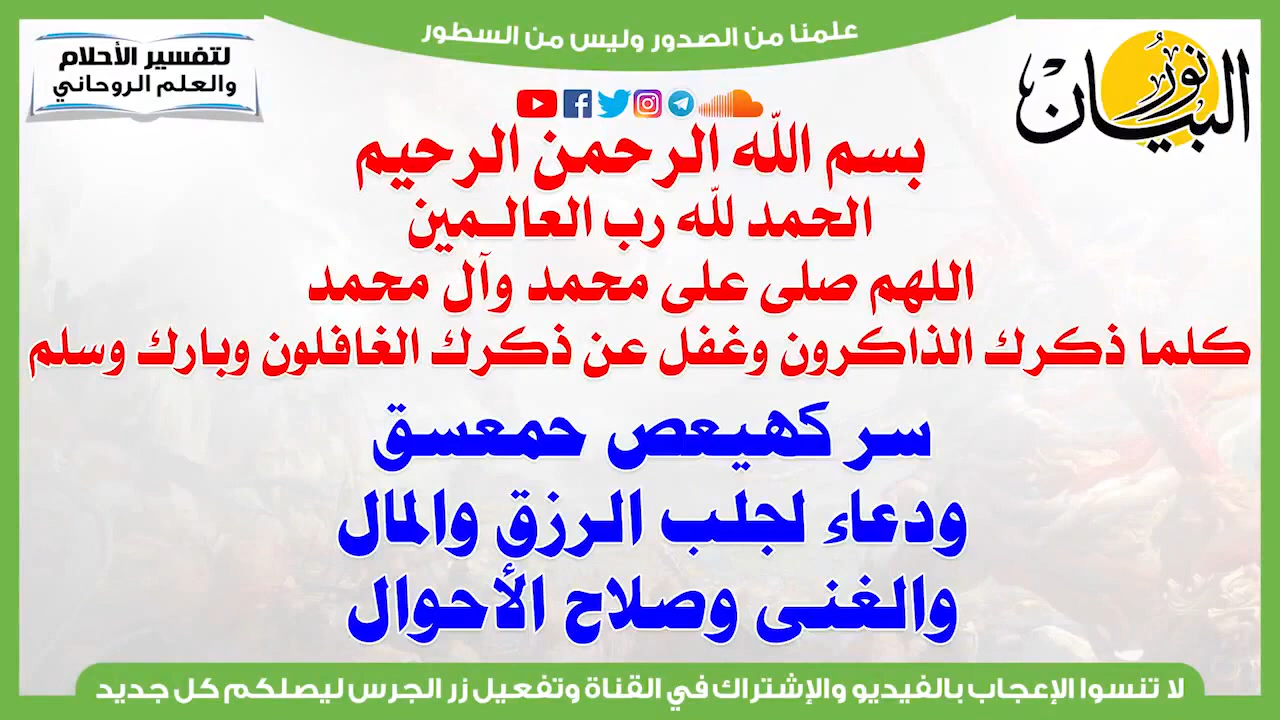 علمنا من الصدور وليس من السطور
نور البيان
لتفسير الأحلام
والعلم الروحاني
بسم الله الرحمن الرحيم
الحمد لله رب العالـمين
اللهم صلى على محمد وآل محمد
كلما ذكرك الذاكرون وغفل عن ذكرك الغافلون وبارك وسلم
سر كهيعص حمعسق
ودعاء لجلب الرزق والمال
والغنى وصلاح الأحوال
لا تنسوا الإعجاب بالفيديو والإشتراك في القناة وتفعيل زر الجرس ليصلكم كل جديد